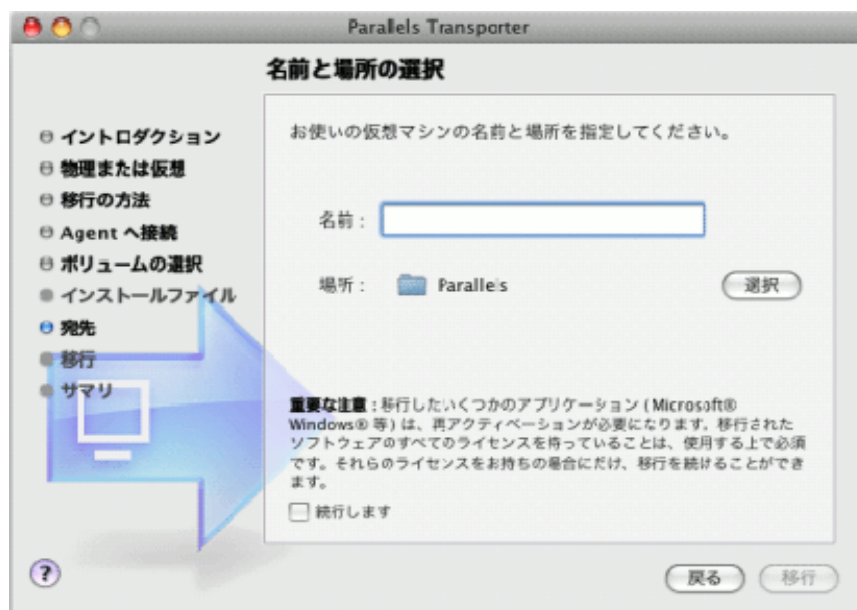 Parallels Transporter
名前と場所の選択
イントロダクション
物理または仮想
移行の方法
Agent へ接続
ボリュームの選択
インストールファイル
宛先
移行
サマリ
お使いの仮想マシンの名前と場所を指定してください。
名前 :
場所 :
Parallels
選択
重要な注意 : 移行したいくつかのアプリケーション ( Microsoft®
Windows® 等) は、再アクティベーションが必要になります。移行された
ソフトウェアのすべてのライセンスを持っていることは、使用する上で必須
です。それらのライセンスをお持ちの場合にだけ、移行を続けることができ
ます。
続行します
?
戻る
移行